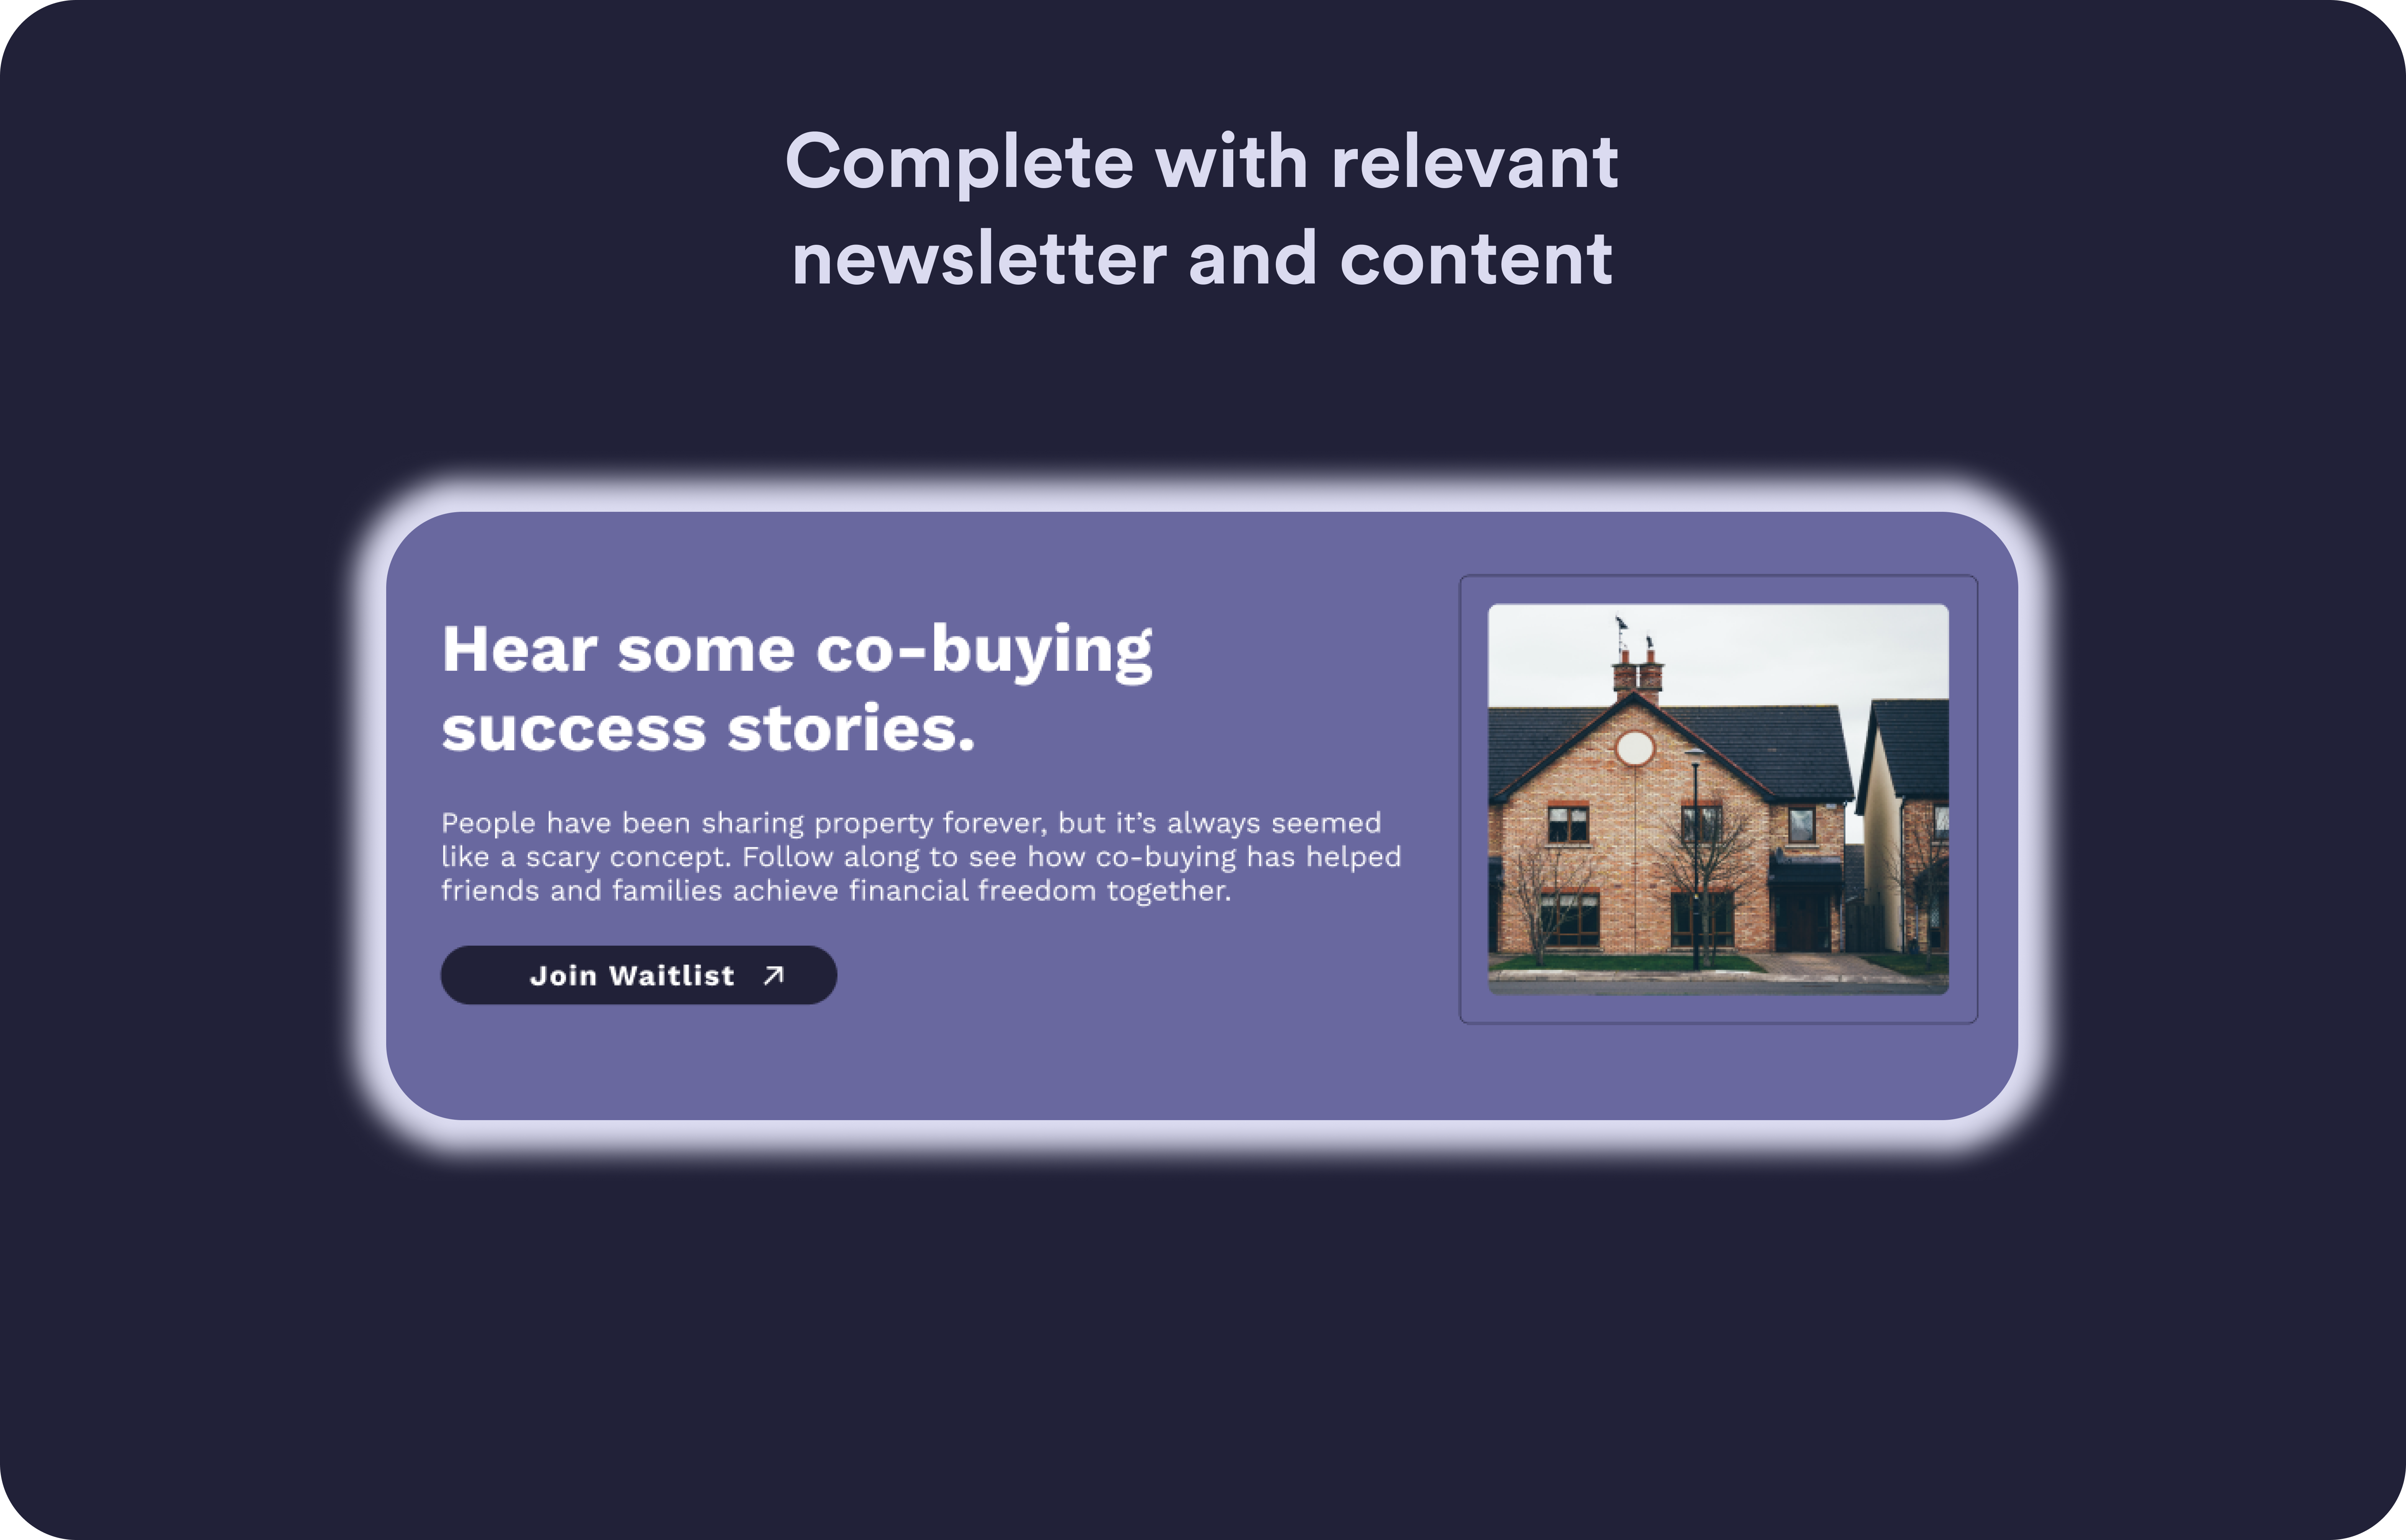 Complete with relevant
newsletter and content
Hear some co-buying
success stories.
People have been sharing property forever, but it’s always seemed
like a scary concept. Follow along to see how co-buying has helped
friends and families achieve financial freedom together.
Join Waitlist